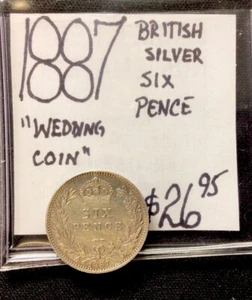 1887
BRITISH
SILVER
SIX
PENCE
"WEDDING
COIN"
$26.95
SIX
PENCE